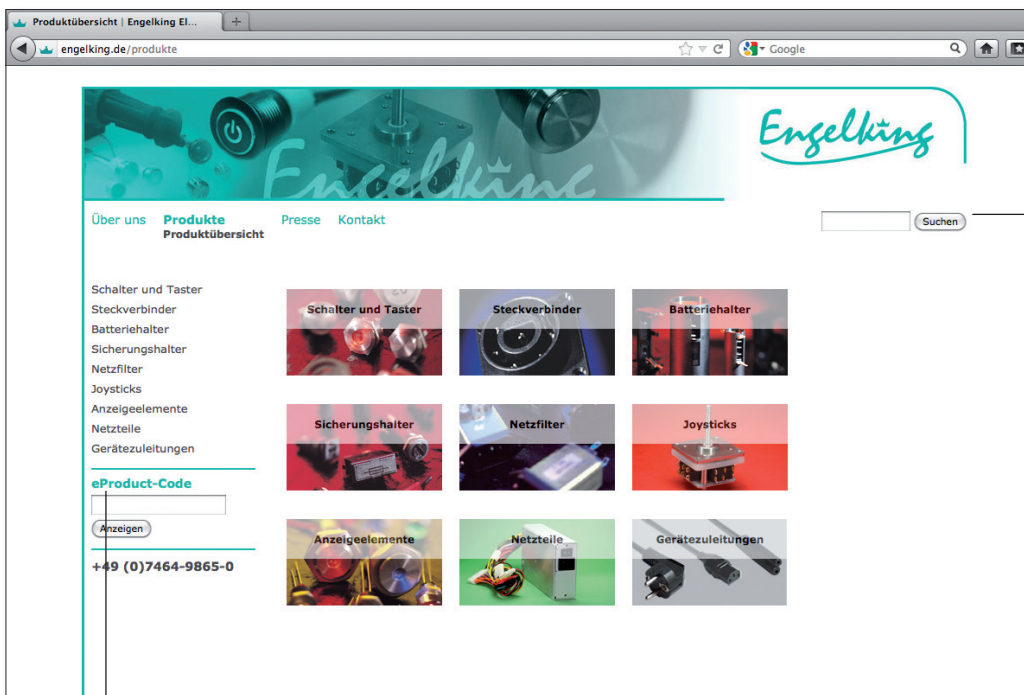 Produktübersicht | Engelking El...
engelking.de/produkte
Google
Engelking
Engelking
Über uns Produkte Presse Kontakt
Produktübersicht
Suchen
Schalter und Taster
Steckverbinder
Batteriehalter
Sicherungshalter
Netzfilter
Joysticks
Anzeigeelemente
Netzteile
Gerätezuleitungen
eProduct-Code
Anzeigen
+49 (0)7464-9865-0
Schalter und Taster
Steckverbinder
Batteriehalter
Sicherungshalter
Netzfilter
Joysticks
Anzeigeelemente
Netzteile
Gerätezuleitungen